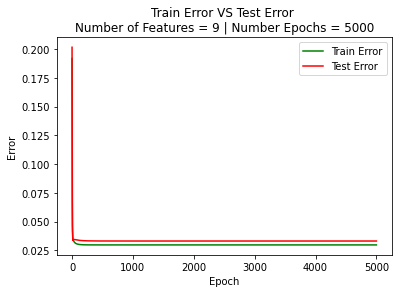 Train Error VS Test Error
Number of Features = 9 | Number Epochs = 5000
Train Error
Test Error
0.200
0.175
0.150
0.125
0.100
0.075
0.050
0.025
Error
0 1000 2000 3000 4000 5000
Epoch